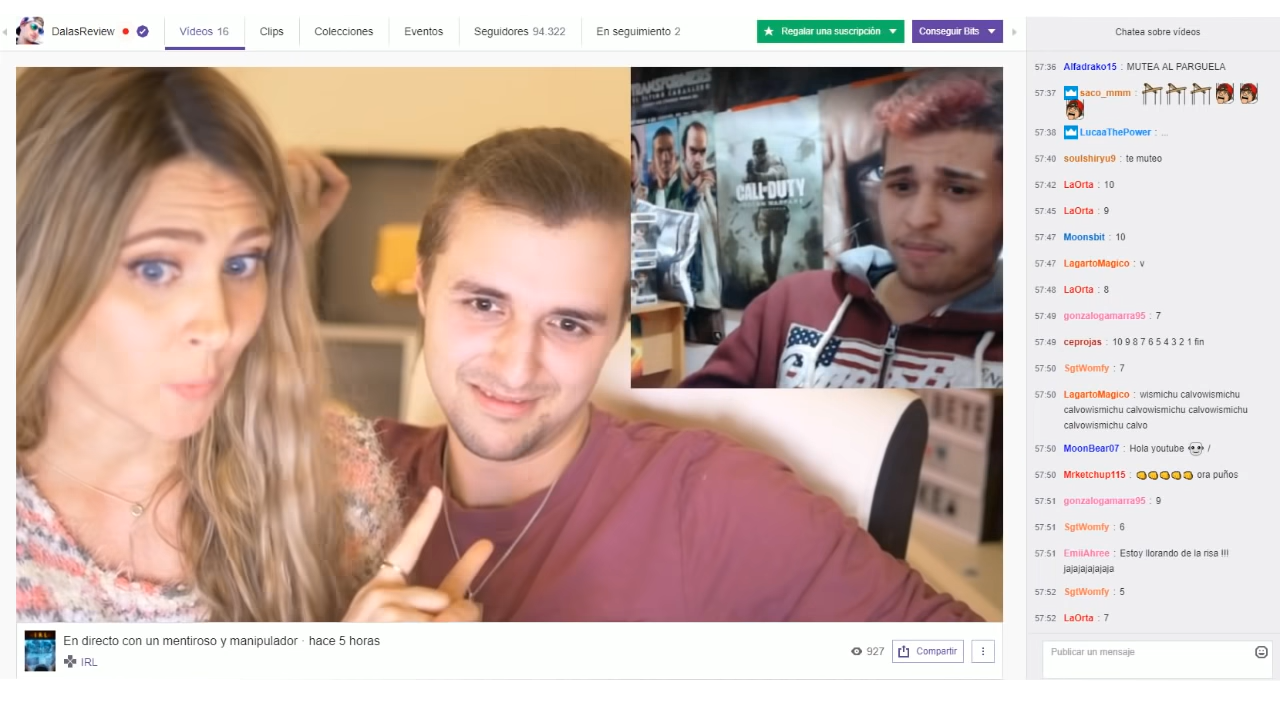 DalasReview
Vídeos 16
Clips
Colecciones
Eventos
Seguidores 94.322
En seguimiento 2
Regalar una suscripción
Conseguir Bits
Chatea sobre vídeos
TRANSFORMERS
CALL OF DUTY
MODERN WARFARE
57:36 Alfadrako15 : MUTEA AL PARGUELA
57:37 saco_mmm :
57:38 LucaaThePower : ...
57:40 soulshiryu9 : te muteo
57:42 LaOrta : 10
57:45 LaOrta : 9
57:47 Moonsbit : 10
57:47 LagartoMagico : v
57:48 LaOrta : 8
57:49 gonzalogamarra95 : 7
57:49 ceprojas : 10 9 8 7 6 5 4 3 2 1 fin
57:50 SgtWomfy : 7
57:50 LagartoMagico : wismichu calvowismichu
calvowismichu calvowismichu calvowismichu
calvowismichu calvo
57:50 MoonBear07 : Hola youtube /
57:50 Mrketchup115 : ora puños
57:51 gonzalogamarra95 : 9
57:51 SgtWomfy : 6
57:51 EmiiAhree : Estoy llorando de la risa !!!
jajajajajajaja
57:52 SgtWomfy : 5
57:52 LaOrta : 7
Publicar un mensaje
IRL
En directo con un mentiroso y manipulador · hace 5 horas
IRL
927
Compartir